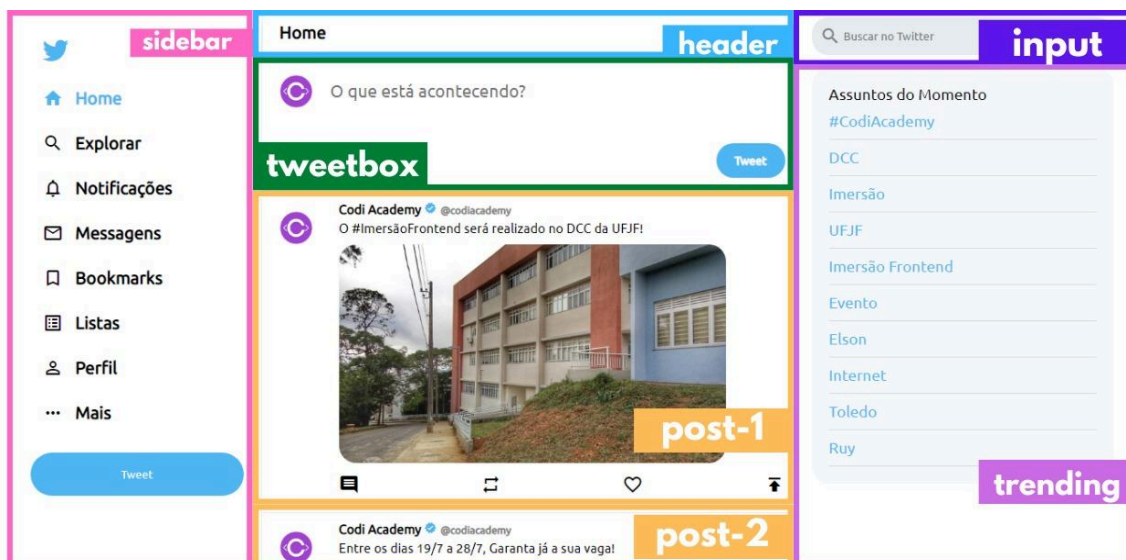 sidebar
Home
Explorar
Notificações
Messagens
Bookmarks
Listas
Perfil
Mais
Tweet
Home
header
O que está acontecendo?
tweetbox
Tweet
Codi Academy @codiacademy
O #ImersãoFrontend será realizado no DCC da UFJF!
post-1
Codi Academy @codiacademy
Entre os dias 19/7 a 28/7, Garanta já a sua vaga!
post-2
Buscar no Twitter
input
Assuntos do Momento
#CodiAcademy
DCC
Imersão
UFJF
Imersão Frontend
Evento
Elson
Internet
Toledo
Ruy
trending